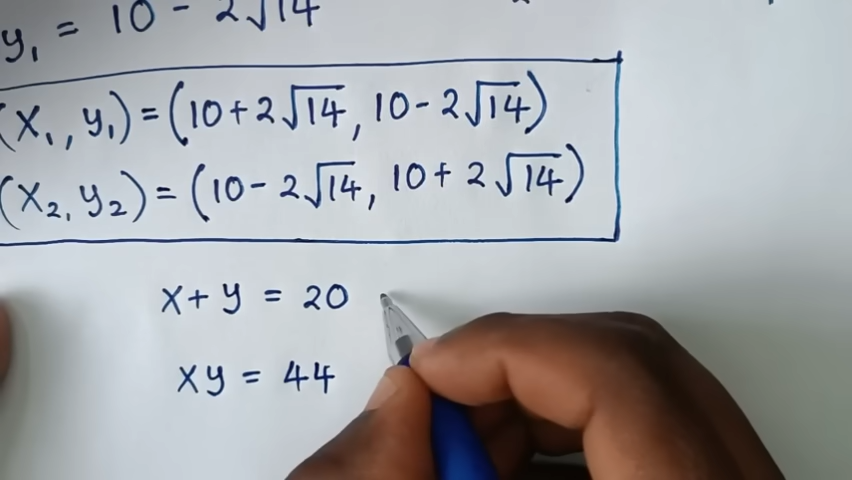 y₁ = 10 - 2√14
(x₁, y₁) = (10 + 2√14, 10 - 2√14)
(x₂, y₂) = (10 - 2√14, 10 + 2√14)
x + y = 20
xy = 44